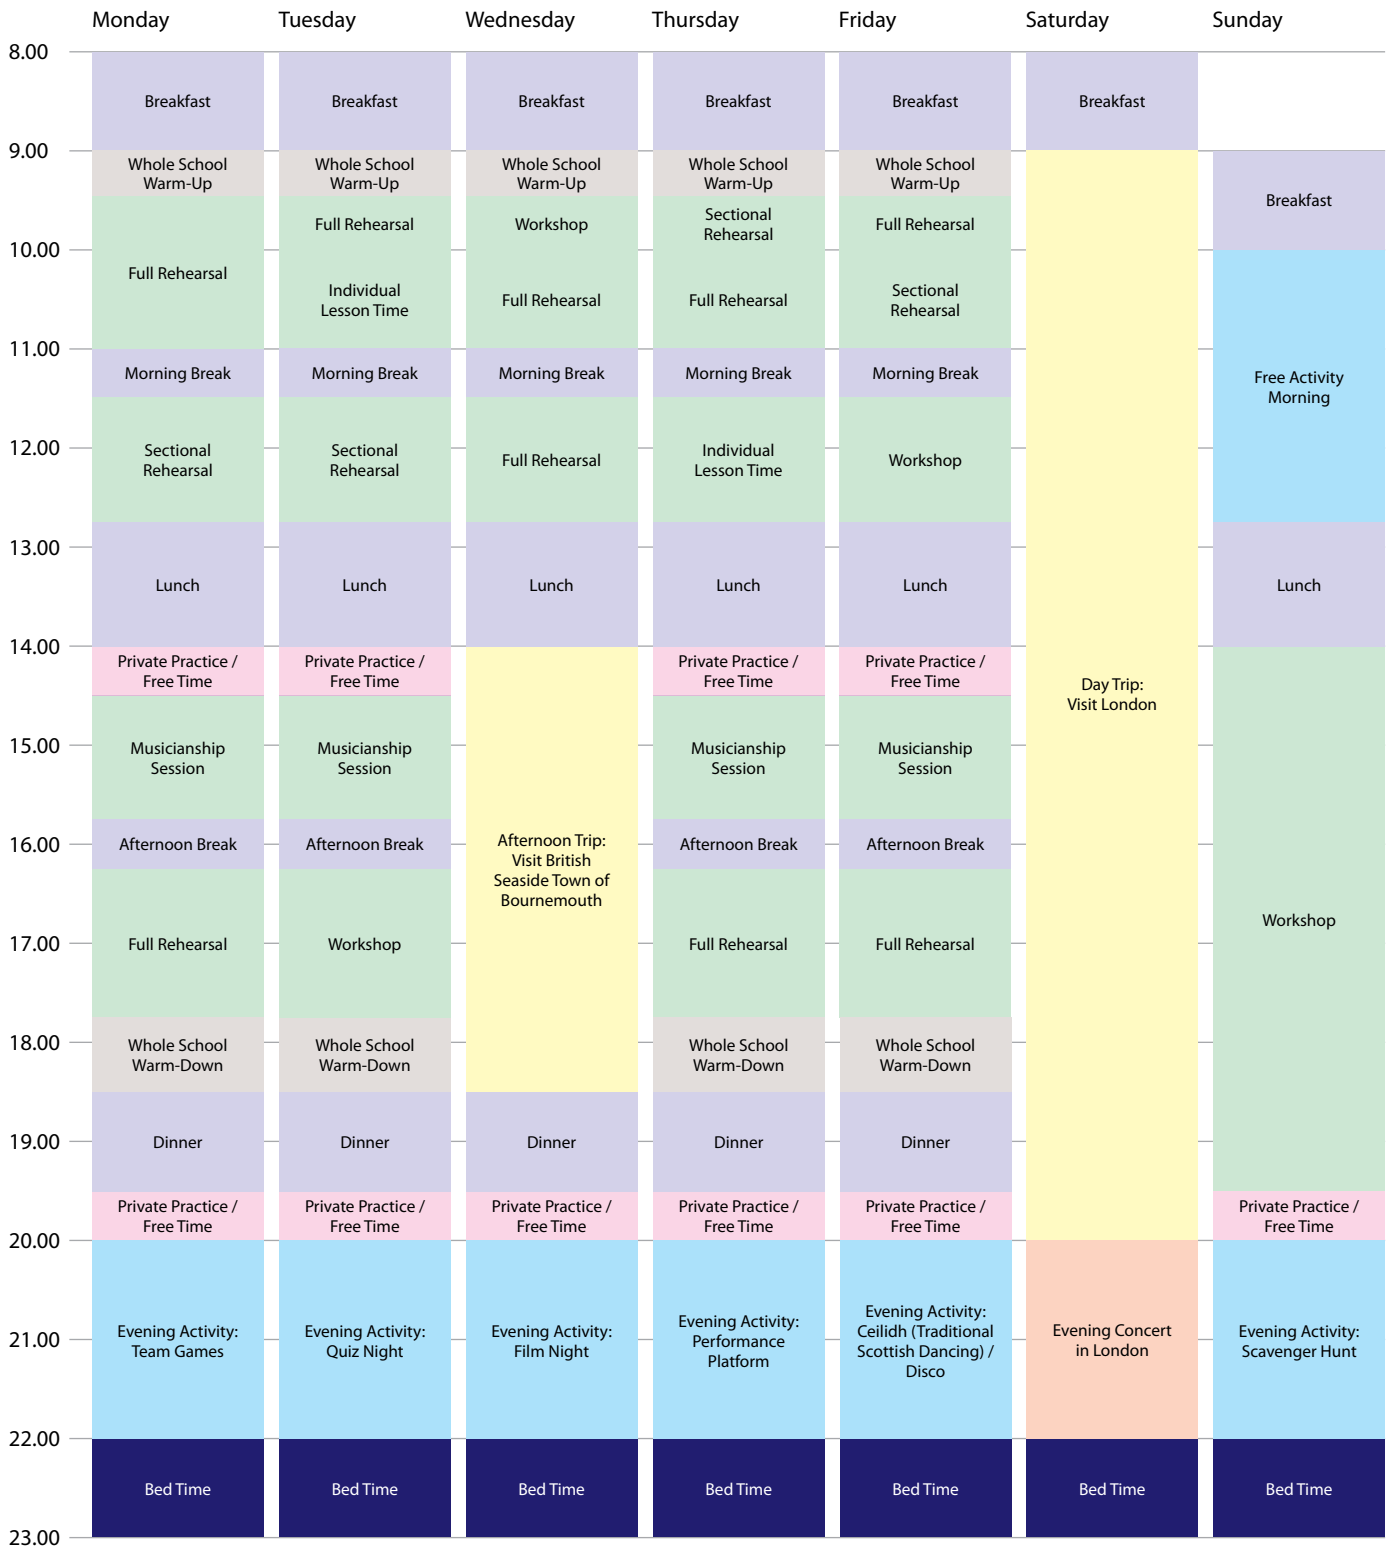 Monday
Tuesday
Wednesday
Thursday
Friday
Saturday
Sunday
8.00
9.00
10.00
11.00
12.00
13.00
14.00
15.00
16.00
17.00
18.00
19.00
20.00
21.00
22.00
23.00
Breakfast
Whole School
Warm-Up
Full Rehearsal
Morning Break
Sectional
Rehearsal
Lunch
Private Practice /
Free Time
Musicianship
Session
Afternoon Break
Full Rehearsal
Whole School
Warm-Down
Dinner
Private Practice /
Free Time
Evening Activity:
Team Games
Bed Time
Breakfast
Whole School
Warm-Up
Full Rehearsal
Individual
Lesson Time
Morning Break
Sectional
Rehearsal
Lunch
Private Practice /
Free Time
Musicianship
Session
Afternoon Break
Workshop
Whole School
Warm-Down
Dinner
Private Practice /
Free Time
Evening Activity:
Quiz Night
Bed Time
Breakfast
Whole School
Warm-Up
Workshop
Full Rehearsal
Morning Break
Full Rehearsal
Lunch
Afternoon Trip:
Visit British
Seaside Town of
Bournemouth
Dinner
Private Practice /
Free Time
Evening Activity:
Film Night
Bed Time
Breakfast
Whole School
Warm-Up
Sectional
Rehearsal
Full Rehearsal
Morning Break
Individual
Lesson Time
Lunch
Private Practice /
Free Time
Musicianship
Session
Afternoon Break
Full Rehearsal
Whole School
Warm-Down
Dinner
Private Practice /
Free Time
Evening Activity:
Performance
Platform
Bed Time
Breakfast
Whole School
Warm-Up
Full Rehearsal
Sectional
Rehearsal
Morning Break
Workshop
Lunch
Private Practice /
Free Time
Musicianship
Session
Afternoon Break
Full Rehearsal
Whole School
Warm-Down
Dinner
Private Practice /
Free Time
Evening Activity:
Ceilidh (Traditional
Scottish Dancing) /
Disco
Bed Time
Breakfast
Day Trip:
Visit London
Evening Concert
in London
Bed Time
Breakfast
Free Activity
Morning
Lunch
Workshop
Private Practice /
Free Time
Evening Activity:
Scavenger Hunt
Bed Time